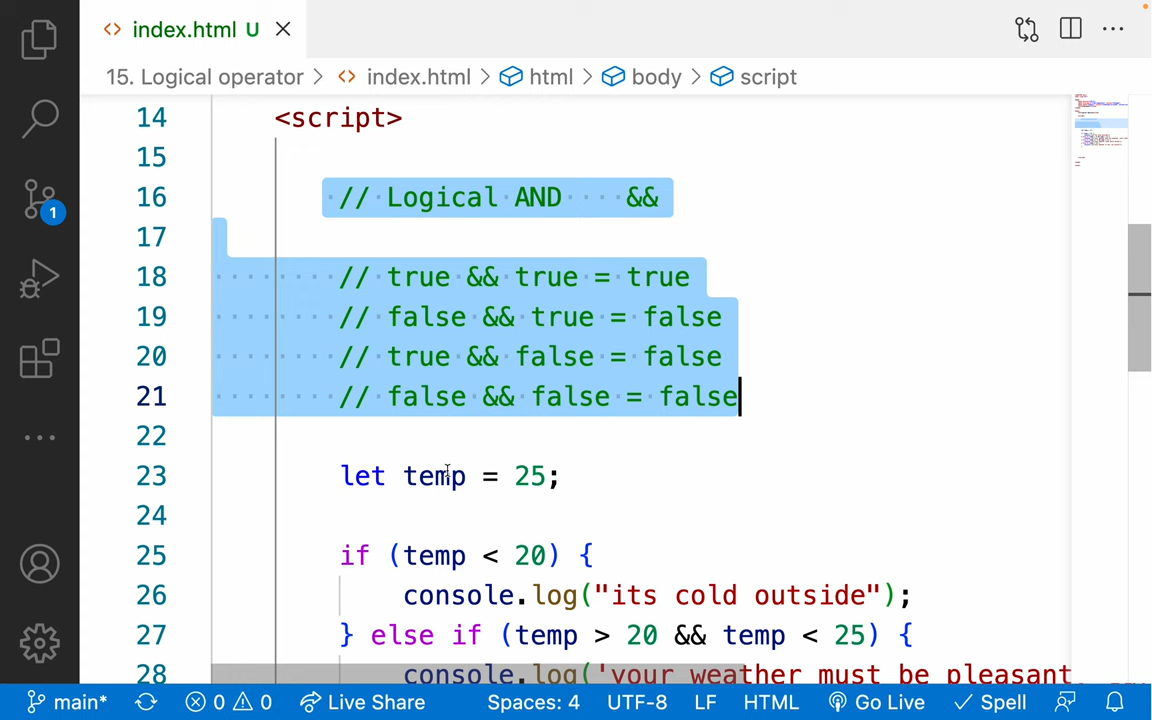 index.html U
15. Logical operator > index.html > html > body > script
14 <script>
15
16 // Logical AND    &&
17
18 // true && true = true
19 // false && true = false
20 // true && false = false
21 // false && false = false
22
23 let temp = 25;
24
25 if (temp < 20) {
26 console.log("its cold outside");
27 } else if (temp > 20 && temp < 25) {
28 console.log('your weather must be pleasant.
1
main* 0 0 Live Share Spaces: 4 UTF-8 LF HTML Go Live Spell